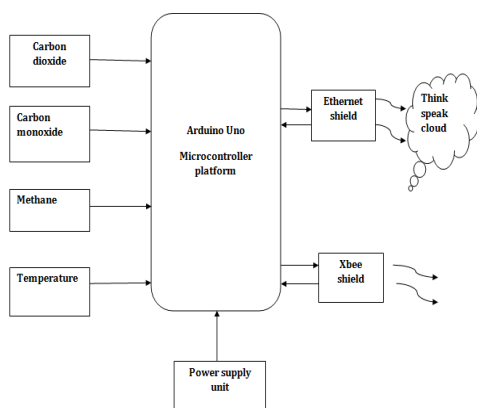 Carbon
dioxide
Carbon
monoxide
Methane
Temperature
Arduino Uno
Microcontroller
platform
Ethernet
shield
Think
speak
cloud
Xbee
shield
Power supply
unit